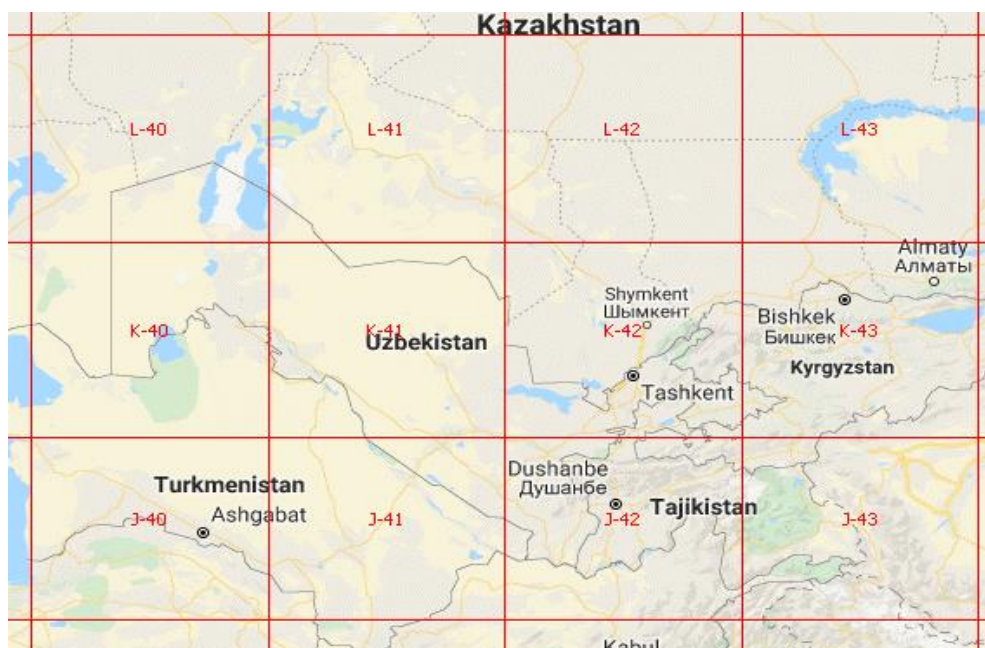 Kazakhstan
L-40
L-41
L-42
L-43
Almaty
Алматы
Shymkent
Шымкент
Bishkek
Бишкек
K-40
K-41
Uzbekistan
K-42
K-43
Kyrgyzstan
Tashkent
Dushanbe
Душанбе
Turkmenistan
Ashgabat
Tajikistan
J-40
J-41
J-42
J-43
Kabul